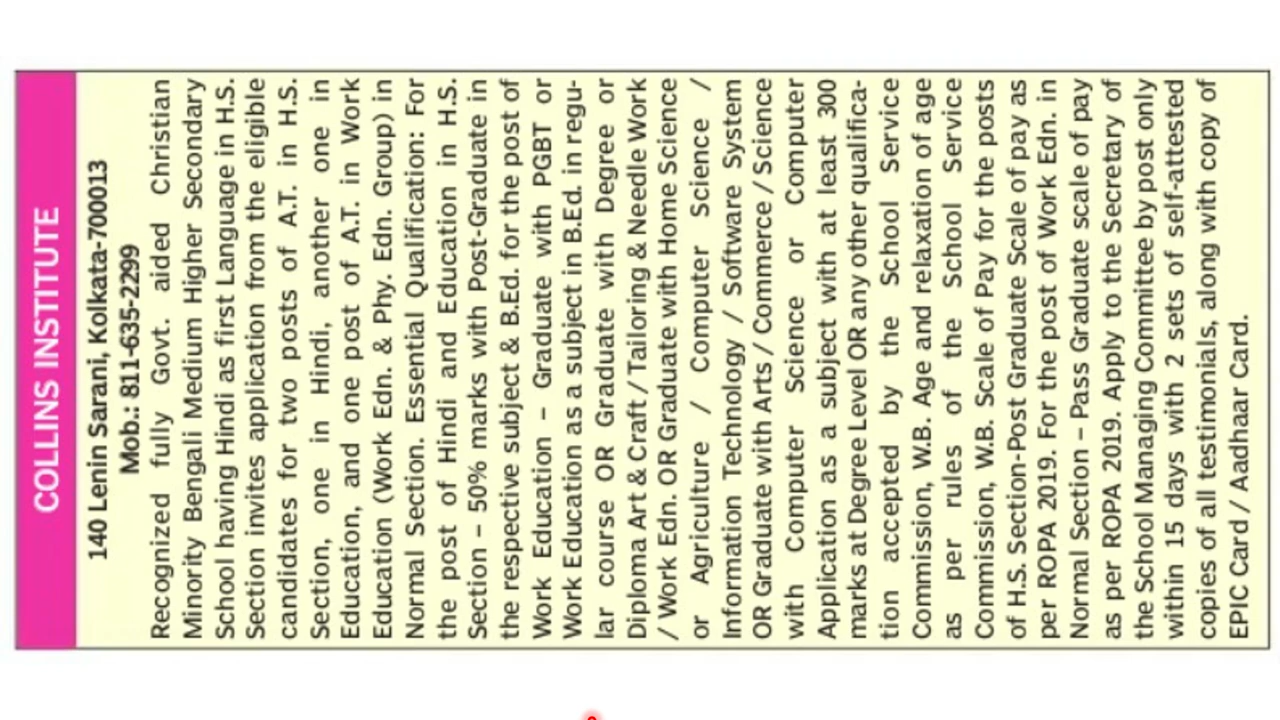 COLLINS INSTITUTE
140 Lenin Sarani, Kolkata-700013
Mob.: 811-635-2299
Recognized fully Govt. aided Christian
Minority Bengali Medium Higher Secondary
School having Hindi as first Language in H.S.
Section invites application from the eligible
candidates for two posts of A.T. in H.S.
Section, one in Hindi, another one in
Education, and one post of A.T. in Work
Education (Work Edn. & Phy. Edn. Group) in
Normal Section. Essential Qualification: For
the post of Hindi and Education in H.S.
Section – 50% marks with Post-Graduate in
the respective subject & B.Ed. for the post of
Work Education – Graduate with PGBT or
Work Education as a subject in B.Ed. in regu-
lar course OR Graduate with Degree or
Diploma Art & Craft / Tailoring & Needle Work
/ Work Edn. OR Graduate with Home Science
or Agriculture / Computer Science /
Information Technology / Software System
OR Graduate with Arts / Commerce / Science
with Computer Science or Computer
Application as a subject with at least 300
marks at Degree Level OR any other qualifica-
tion accepted by the School Service
Commission, W.B. Age and relaxation of age
as per rules of the School Service
Commission, W.B. Scale of Pay for the posts
of H.S. Section-Post Graduate Scale of pay as
per ROPA 2019. For the post of Work Edn. in
Normal Section – Pass Graduate scale of pay
as per ROPA 2019. Apply to the Secretary of
the School Managing Committee by post only
within 15 days with 2 sets of self-attested
copies of all testimonials, along with copy of
EPIC Card / Aadhaar Card.